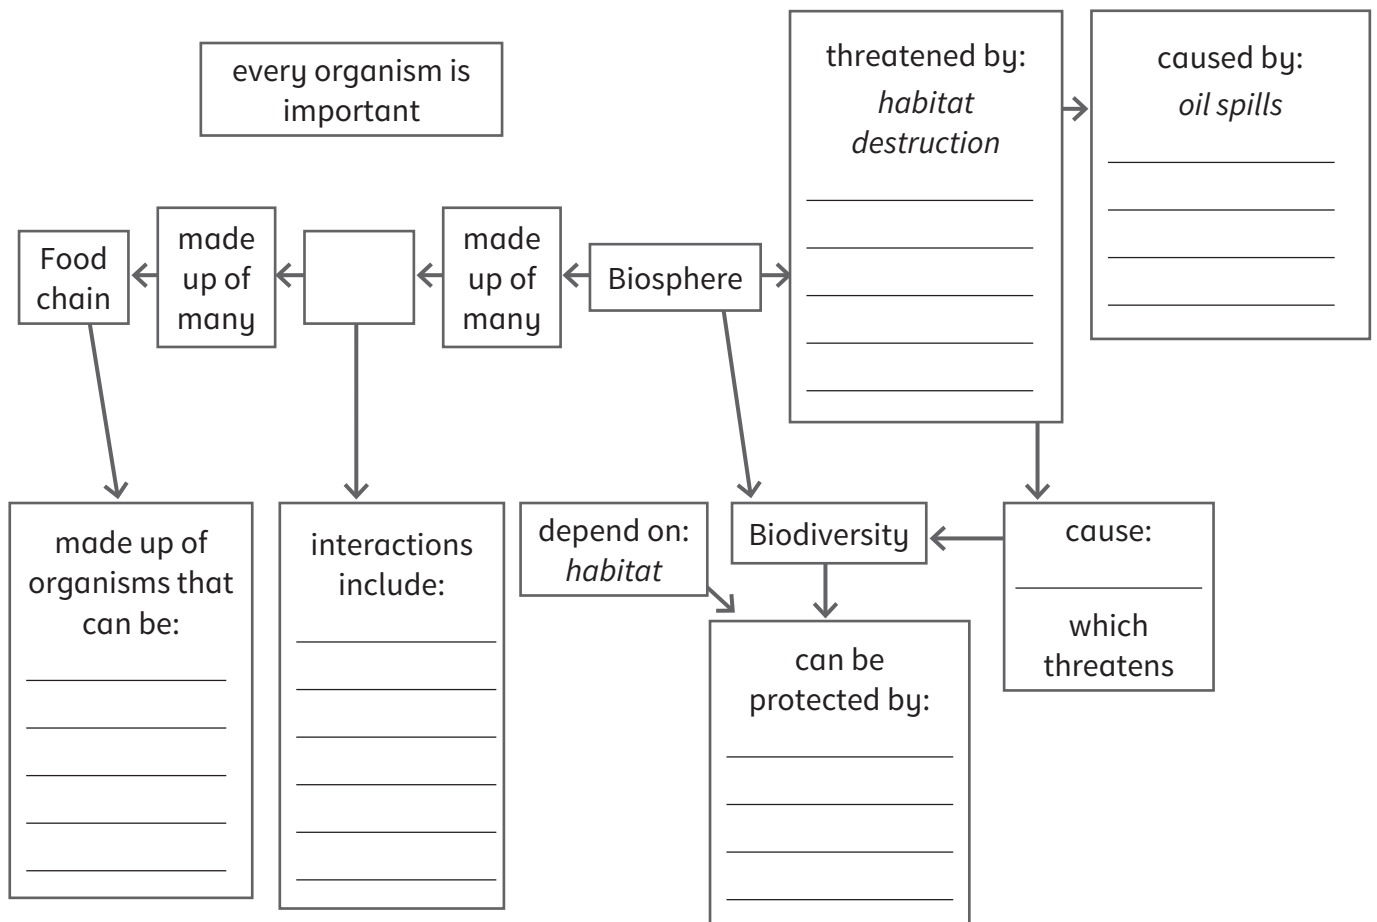 every organism is
important
threatened by:
habitat
destruction
caused by:
oil spills
Food
chain
made
up of
many
made
up of
many
Biosphere
made up of
organisms that
can be:
interactions
include:
depend on:
habitat
Biodiversity
cause:
which
threatens
can be
protected by: